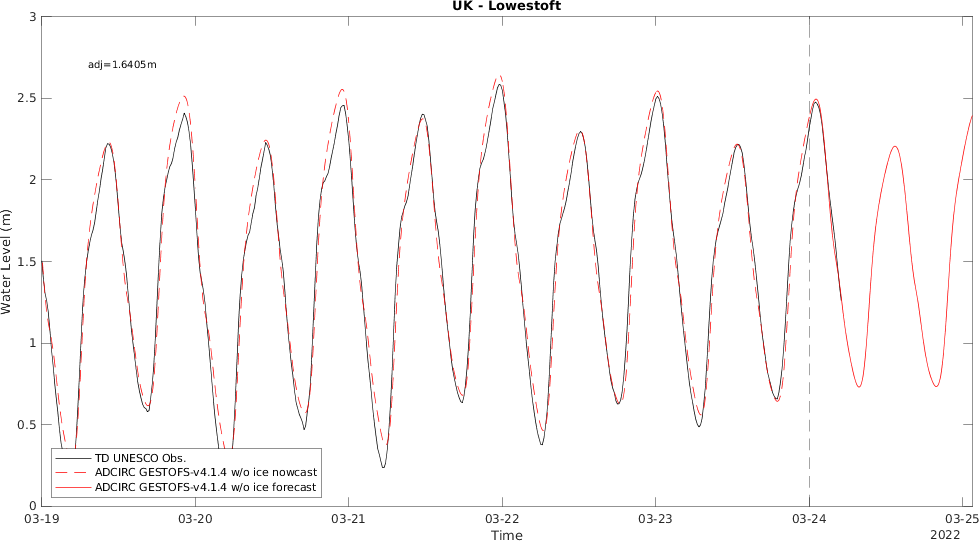 UK - Lowestoft
adj=1.6405m
Water Level (m)
3
2.5
2
1.5
1
0.5
0
TD UNESCO Obs.
ADCIRC GESTOFS-v4.1.4 w/o ice nowcast
ADCIRC GESTOFS-v4.1.4 w/o ice forecast
03-19 03-20 03-21 03-22 03-23 03-24 03-25
Time
2022